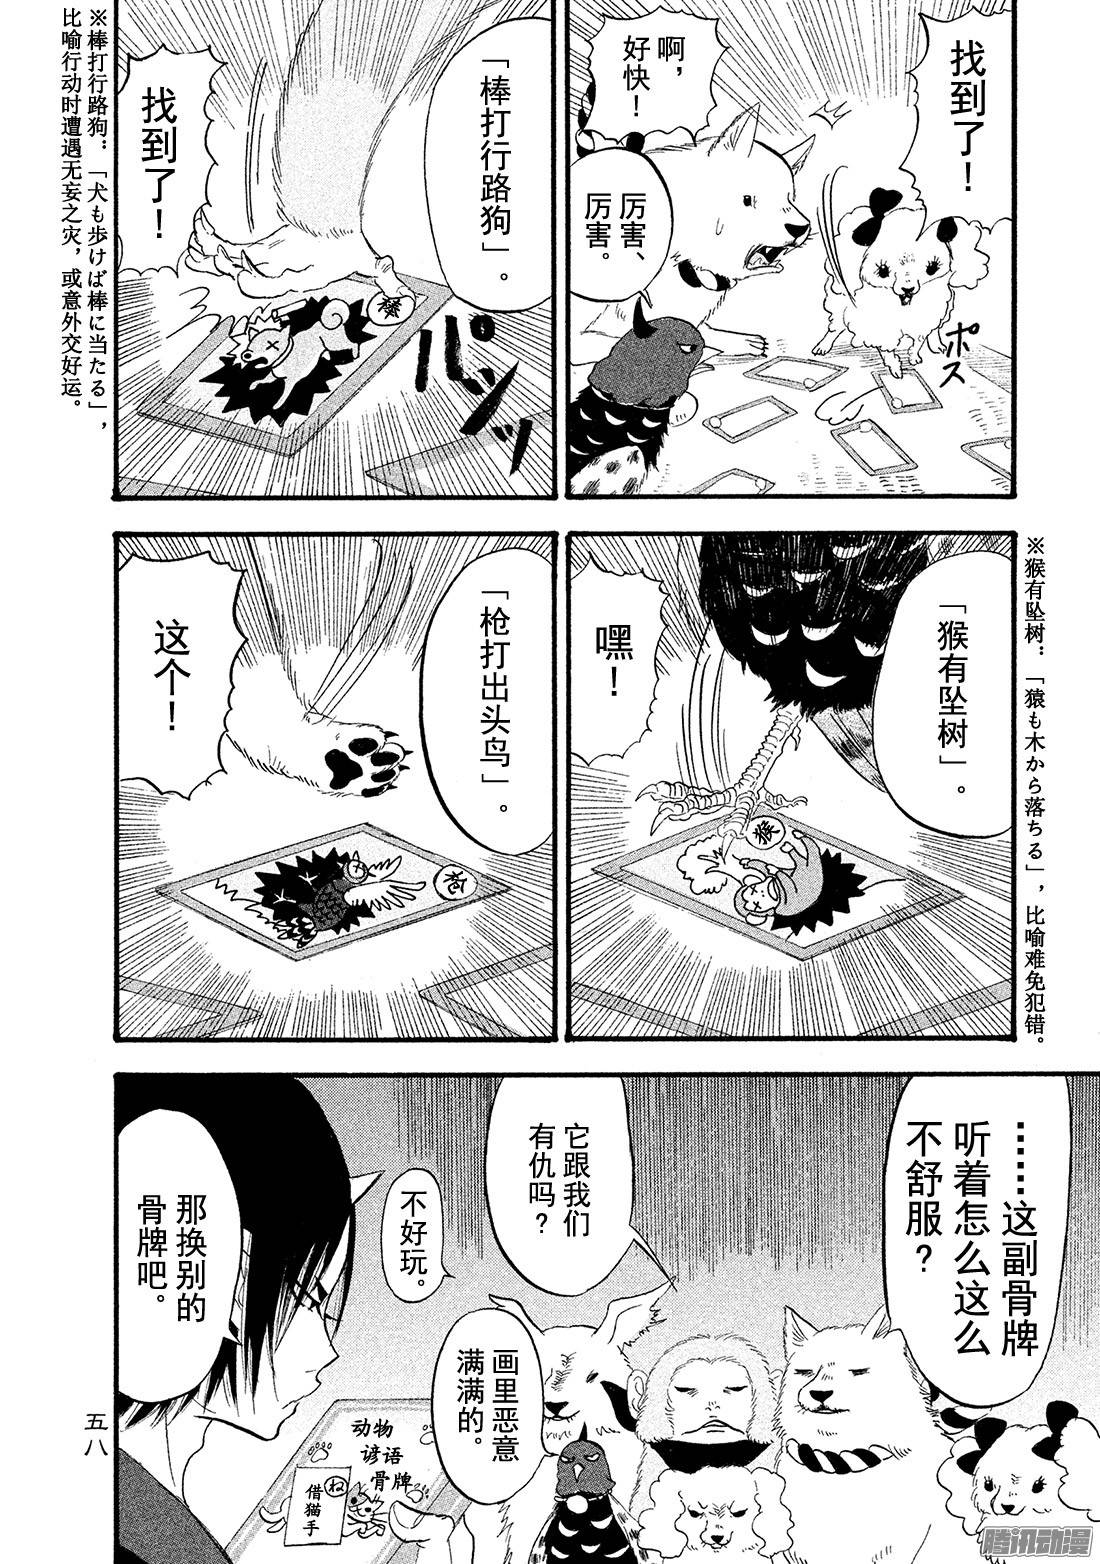 找到了！
啊，
好快！
厉害、
厉害。
ポス
「棒打行路狗」。
找到了！
棒
パンッ
※棒打行路狗：「犬も歩けば棒に当たる」，
比喻行动时遭遇无妄之灾，或意外交好运。
※猴有坠树：「猿も木から落ちる」，比喻难免犯错。
「猴有坠树」。
嘿！
猴
「枪打出头鸟」。
这个！
枪
……这副骨牌
听着怎么这么
不舒服？
它跟我们
有仇吗？
不好玩。
画里恶意
满满的。
那换别的
骨牌吧。
动物
谚语
骨牌
ね
借猫手
五八
腾讯动漫